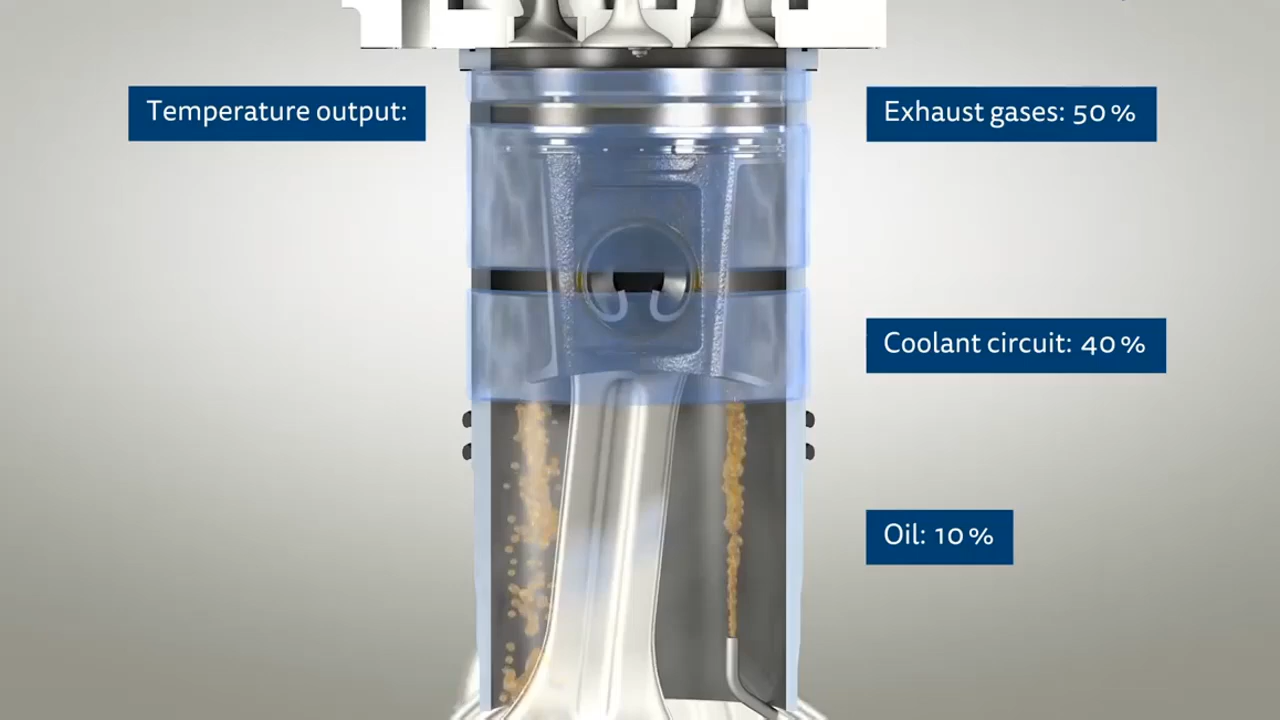 Temperature output:
Exhaust gases: 50 %
Coolant circuit: 40 %
Oil: 10 %